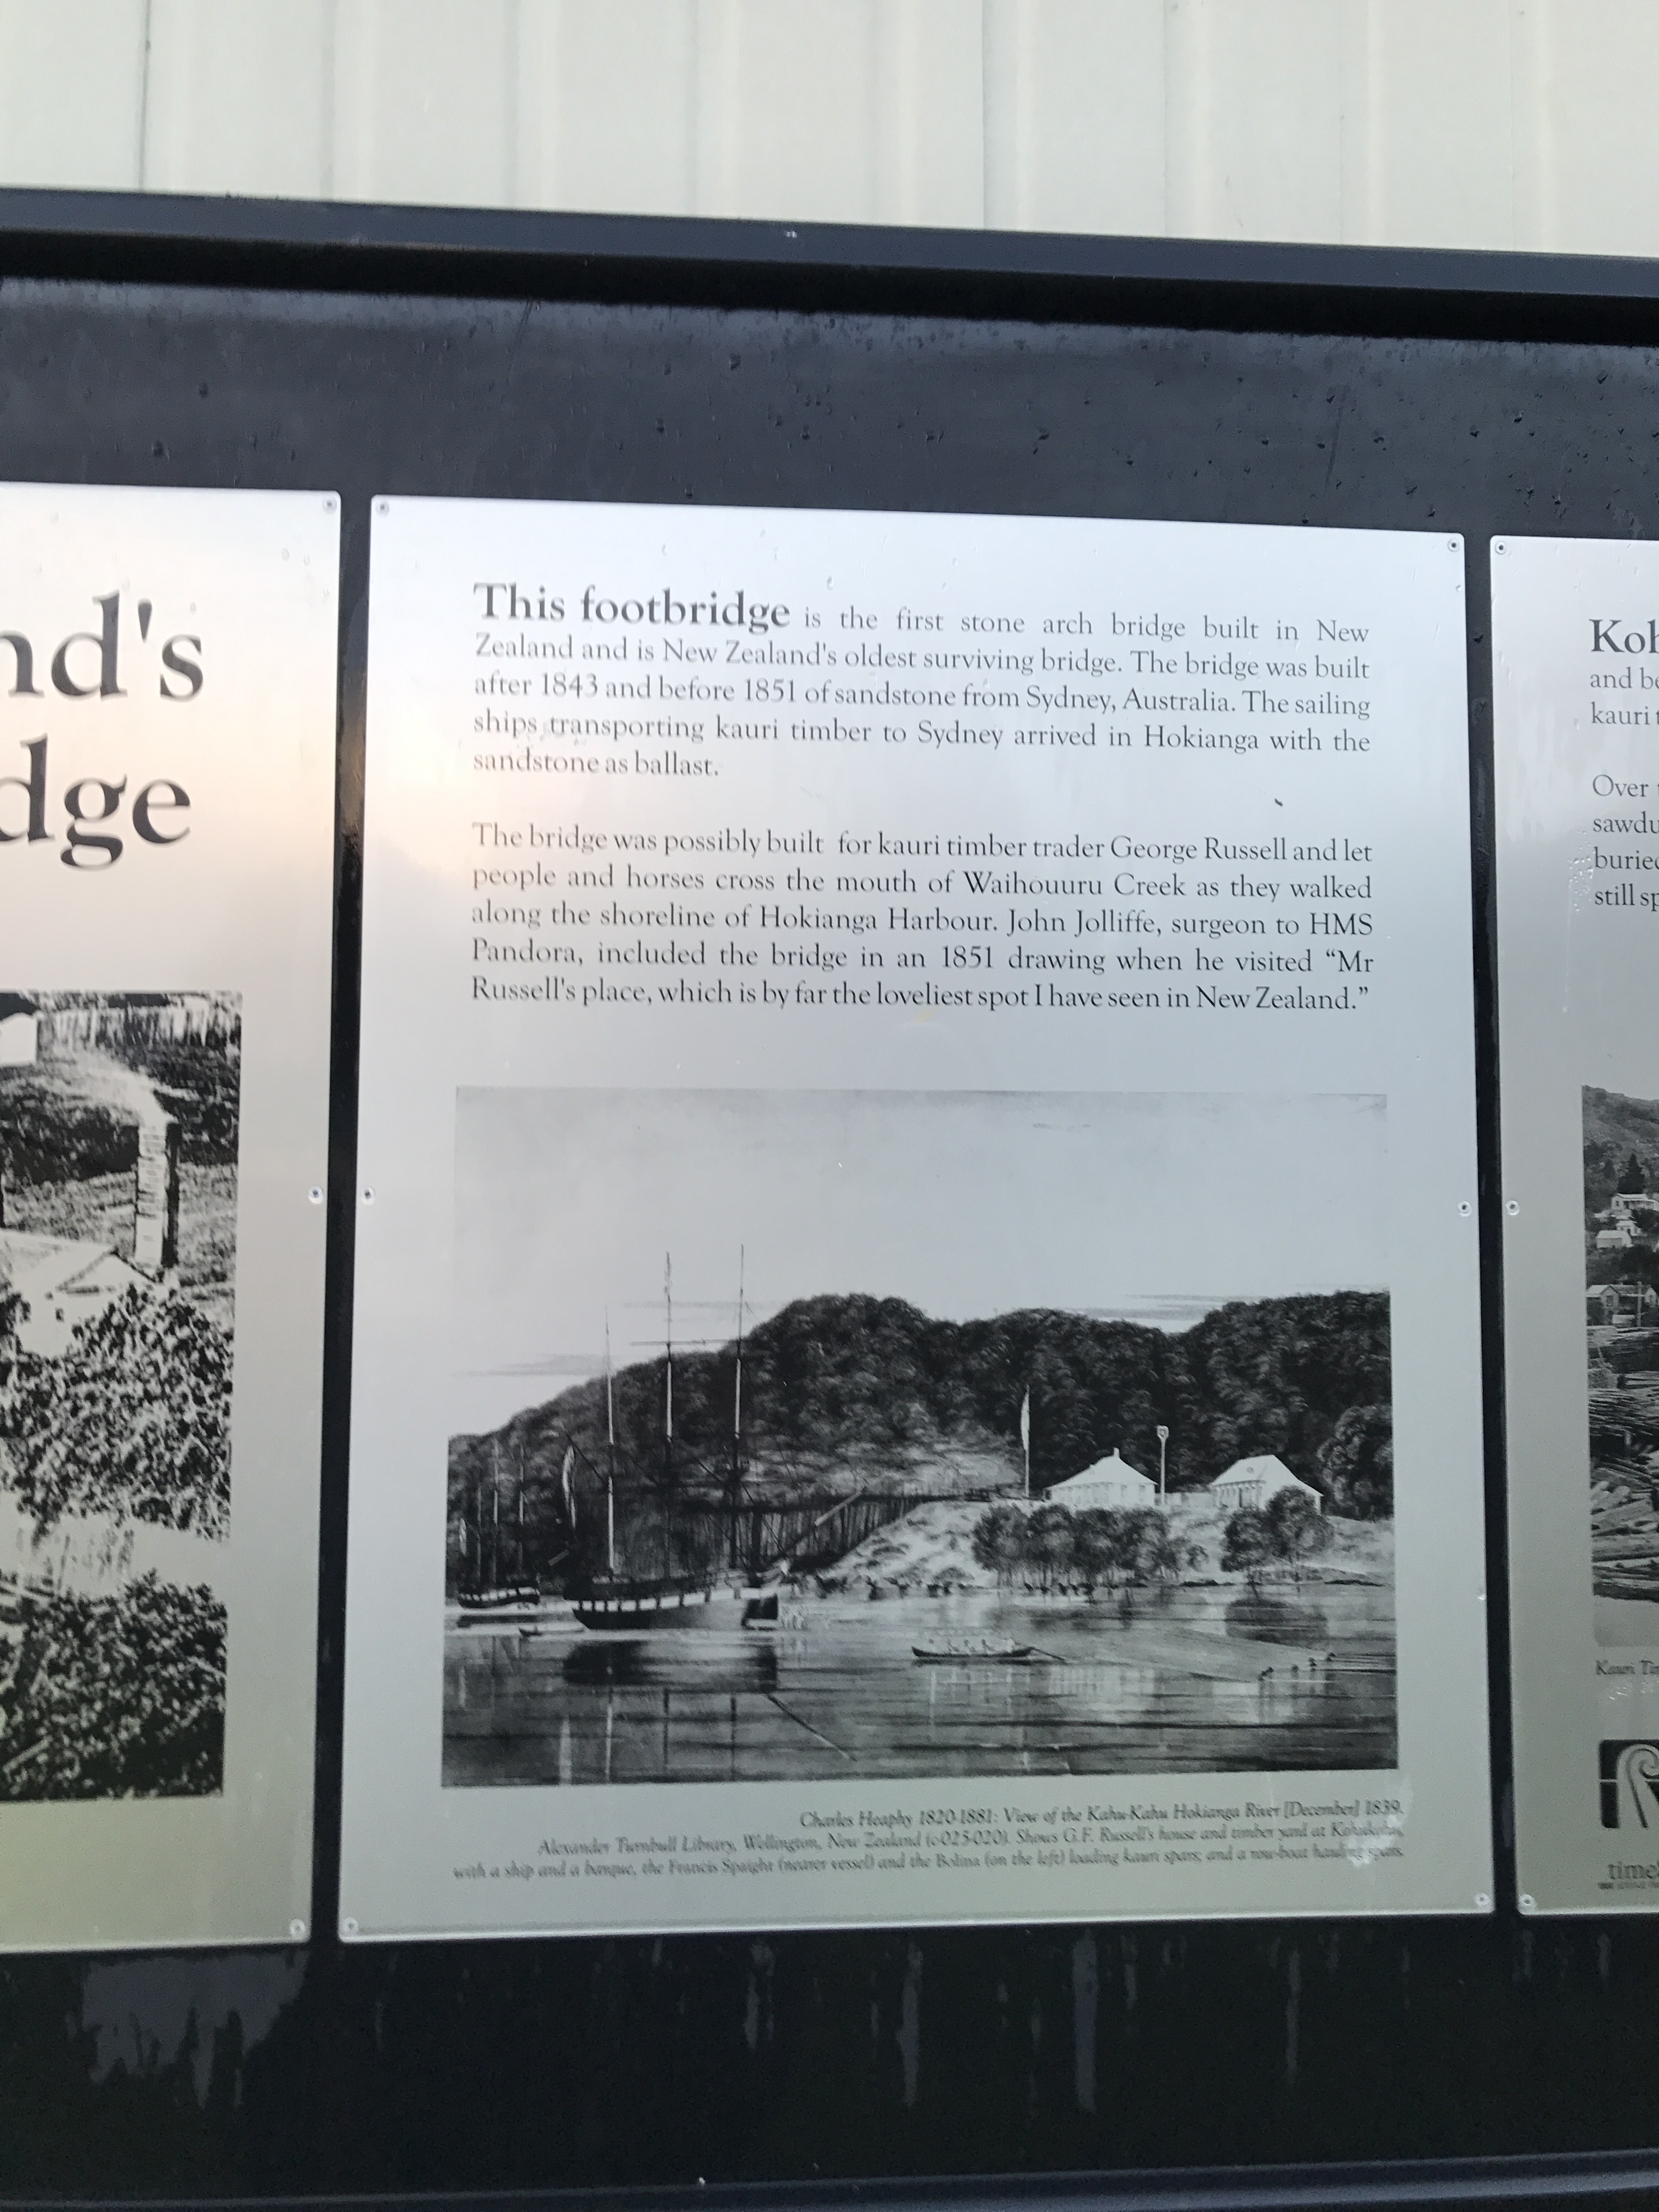 nd's
dge
This footbridge is the first stone arch bridge built in New
Zealand and is New Zealand's oldest surviving bridge. The bridge was built
after 1843 and before 1851 of sandstone from Sydney, Australia. The sailing
ships transporting kauri timber to Sydney arrived in Hokianga with the
sandstone as ballast.
The bridge was possibly built for kauri timber trader George Russell and let
people and horses cross the mouth of Waihouuru Creek as they walked
along the shoreline of Hokianga Harbour. John Jolliffe, surgeon to HMS
Pandora, included the bridge in an 1851 drawing when he visited “Mr
Russell's place, which is by far the loveliest spot I have seen in New Zealand.”
Charles Heaphy 1820-1881: View of the Kahu-Kahu Hokianga River [December] 1839.
Alexander Turnbull Library, Wellington, New Zealand (c-025-020). Shows G.F. Russell's house and timber yard at Kohukohu,
with a ship and a barque, the Francis Spaight (nearer vessel) and the Bolina (on the left) loading kauri spars; and a row-boat hauling spars.
Koh
and be
kauri t
Over
sawdu
buried
still sp
Kauri Ti
time